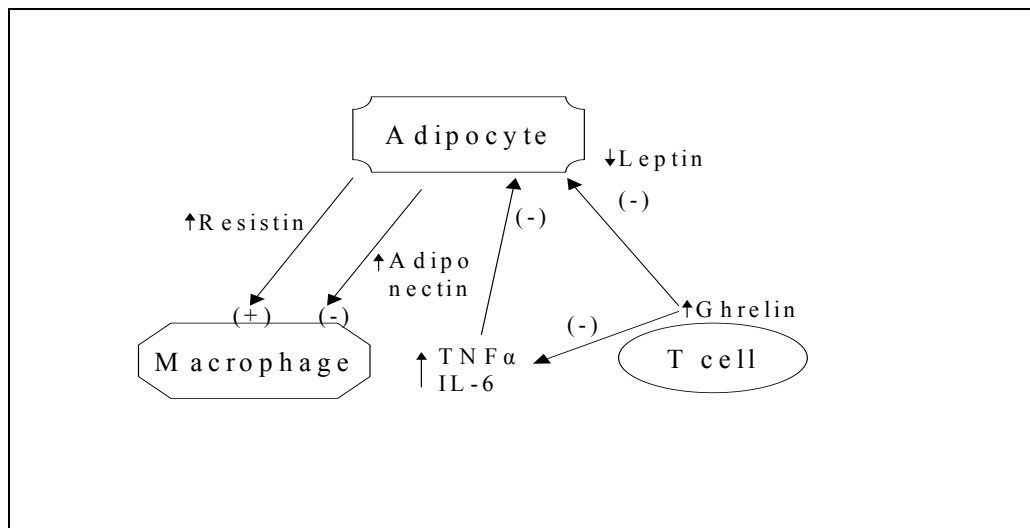 Adipocyte
↓Leptin
(-)
(-)
↑Resistin
↑Adipo
nectin
(+)
(-)
(-)
↑Ghrelin
Macrophage
↑ TNFα
IL-6
T cell